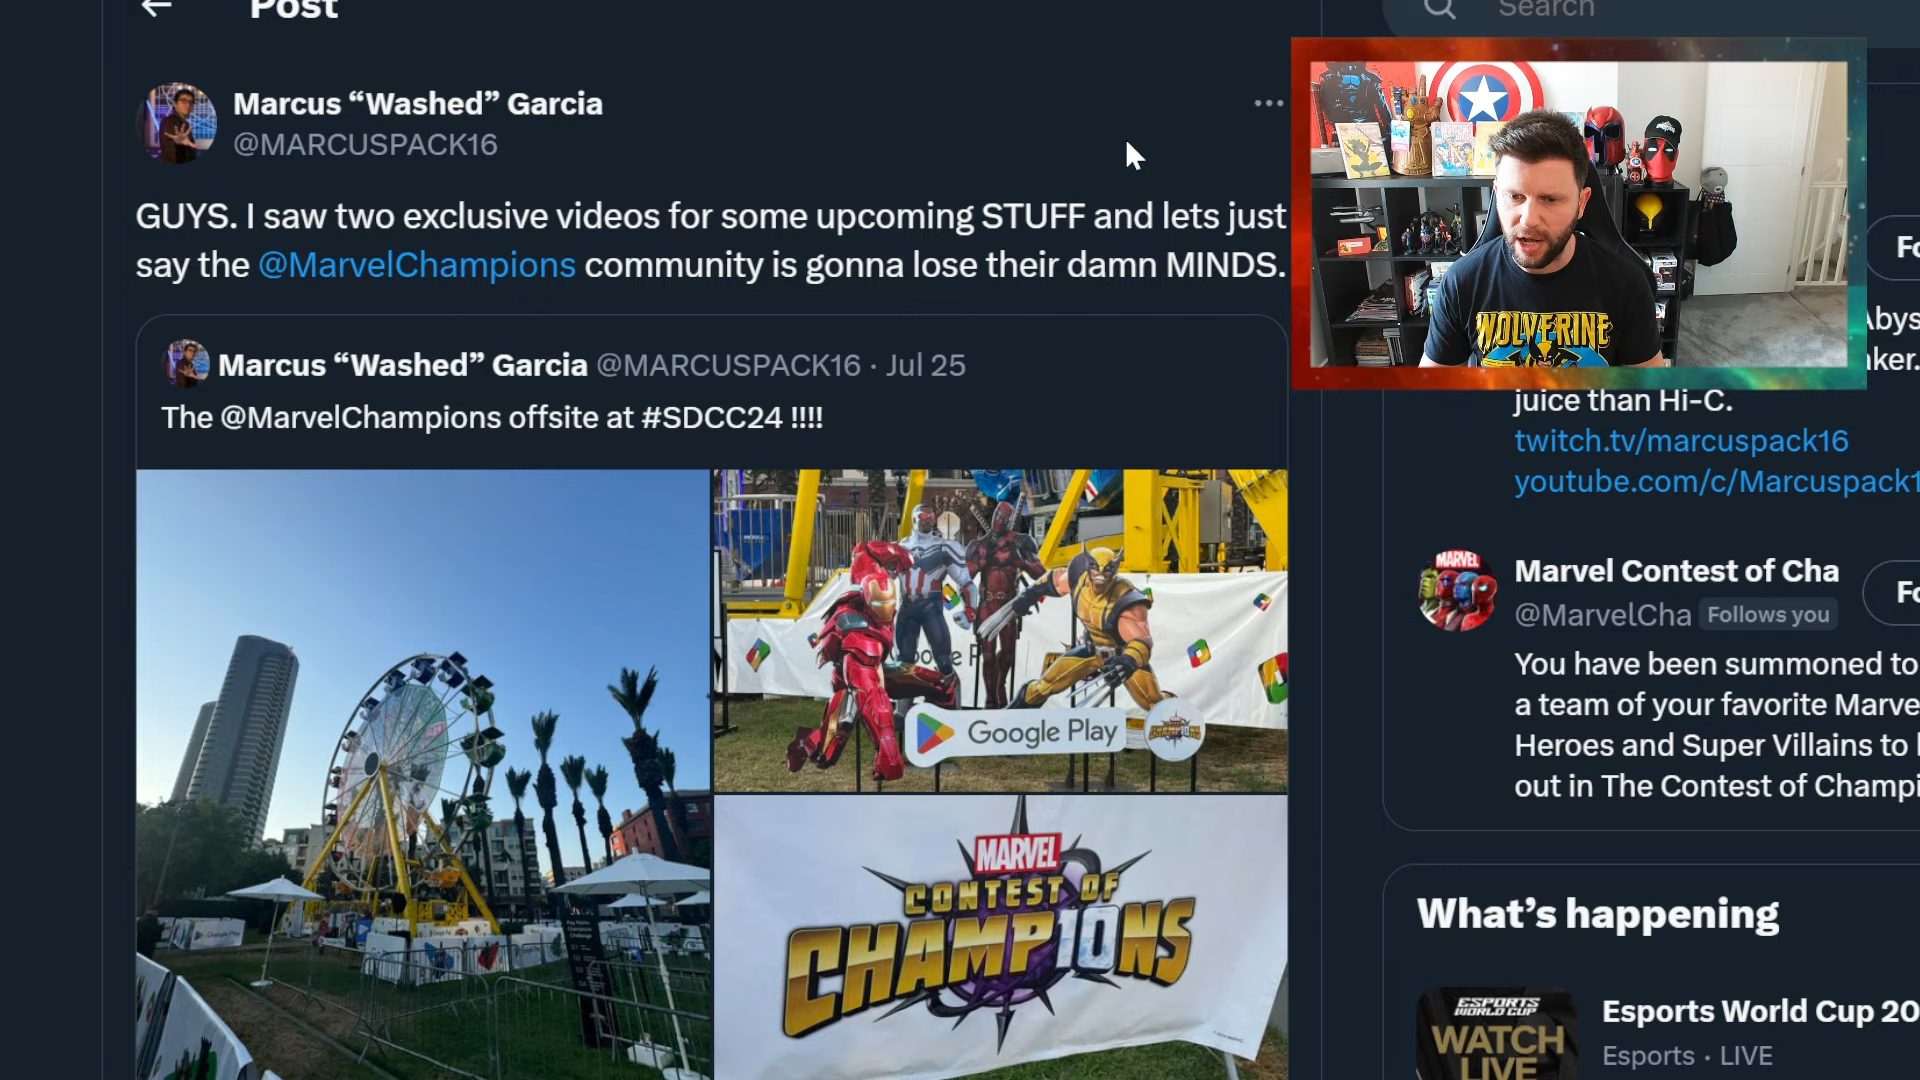 Post
Search
Marcus “Washed” Garcia
@MARCUSPACK16
GUYS. I saw two exclusive videos for some upcoming STUFF and lets just
say the @MarvelChampions community is gonna lose their damn MINDS.
Marcus “Washed” Garcia @MARCUSPACK16 · Jul 25
The @MarvelChampions offsite at #SDCC24 !!!!
Google Play
MARVEL
CONTEST OF
CHAMP10NS
WOLVERINE
Fo
juice than Hi-C.
twitch.tv/marcuspack16
youtube.com/c/Marcuspack1
MARVEL
Marvel Contest of Cha
@MarvelCha Follows you
Fo
You have been summoned to
a team of your favorite Marve
Heroes and Super Villains to
out in The Contest of Champi
What’s happening
ESPORTS
WORLD CUP
WATCH
LIVE
Esports World Cup 20
Esports · LIVE